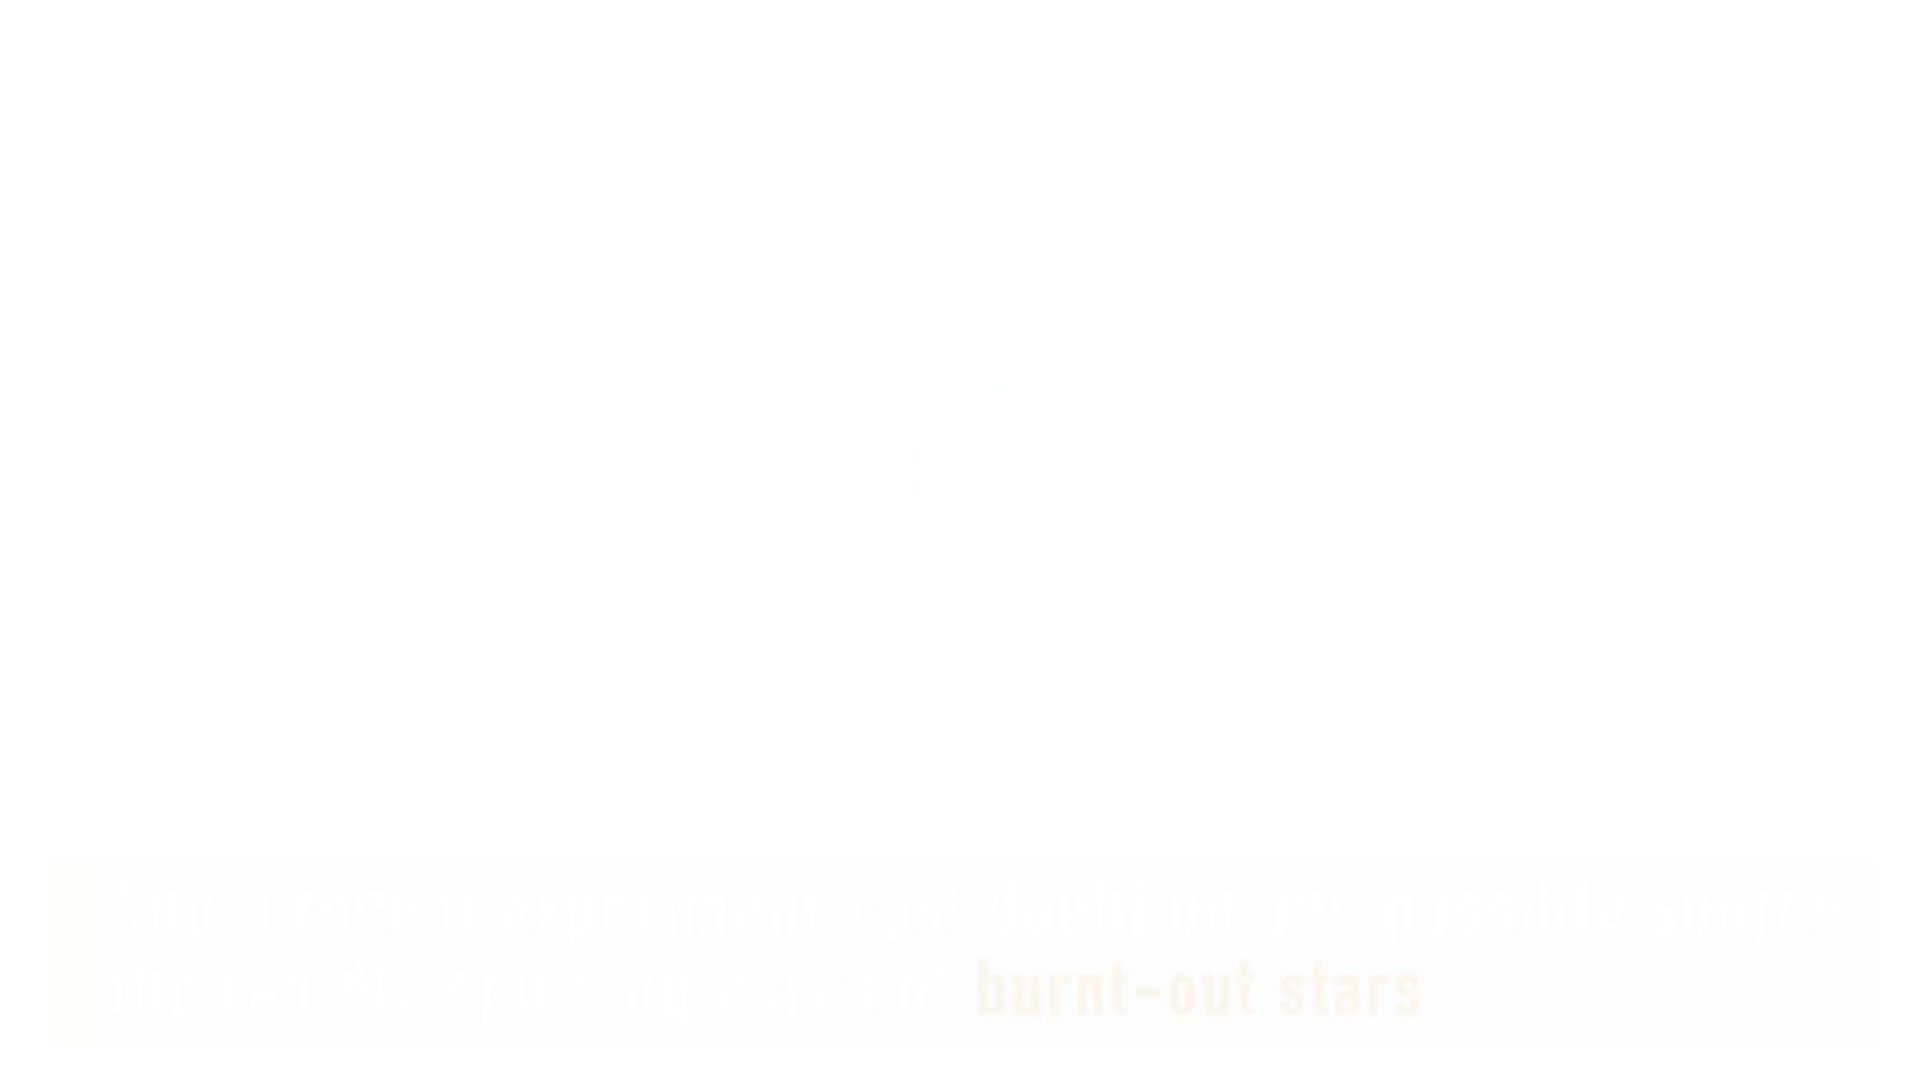 And a recent experiment cast doubt on one possible source:
the rapidly spinning cores of burnt-out stars